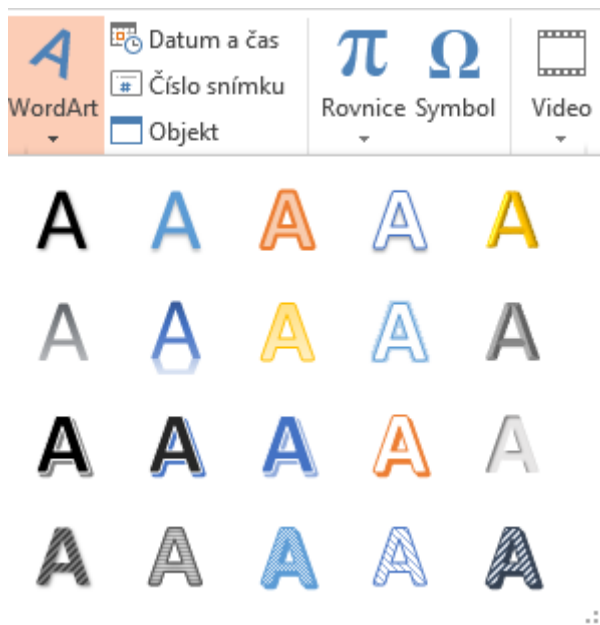 WordArt
Datum a čas
# Číslo snímku
Objekt
π Ω
Rovnice Symbol
Video
A A A A A
A A A A A
A A A A A
A A A A A